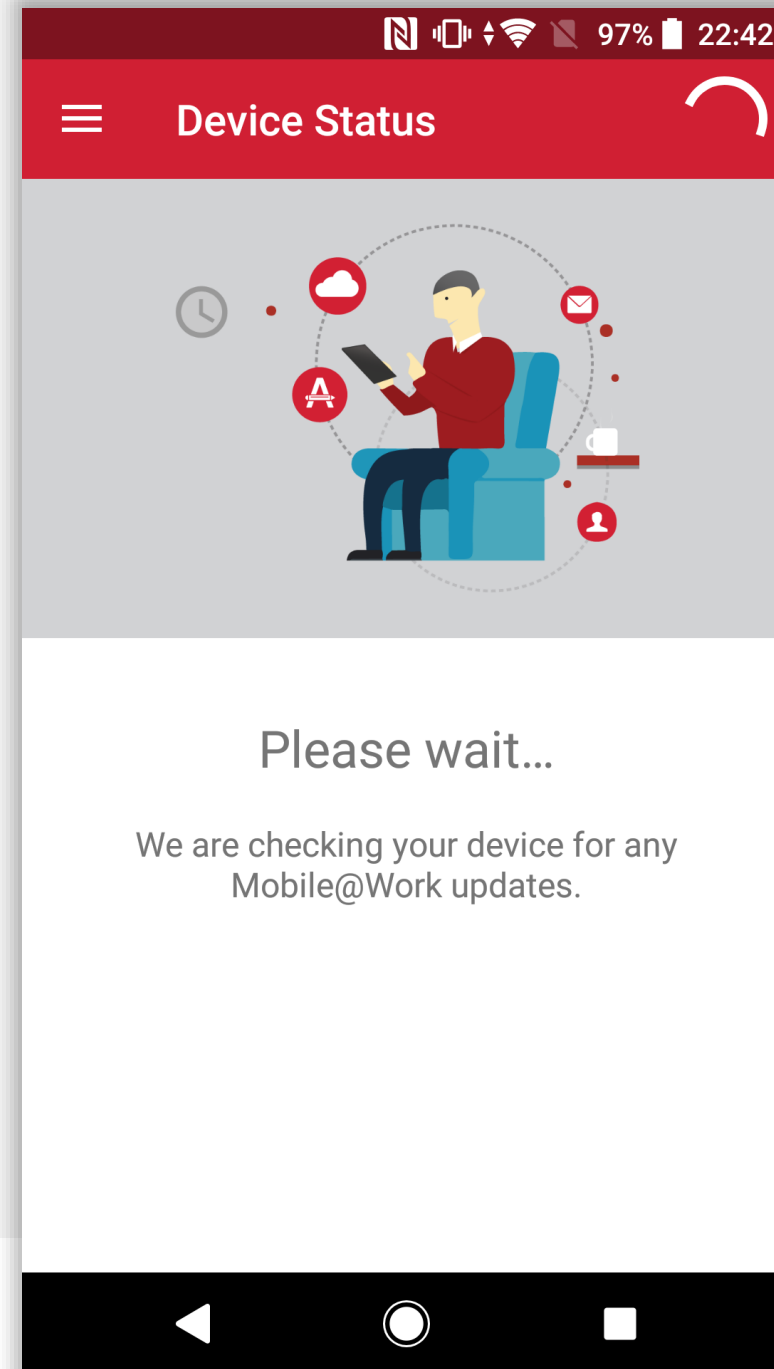 97% 22:42
Device Status
Please wait…
We are checking your device for any
Mobile@Work updates.